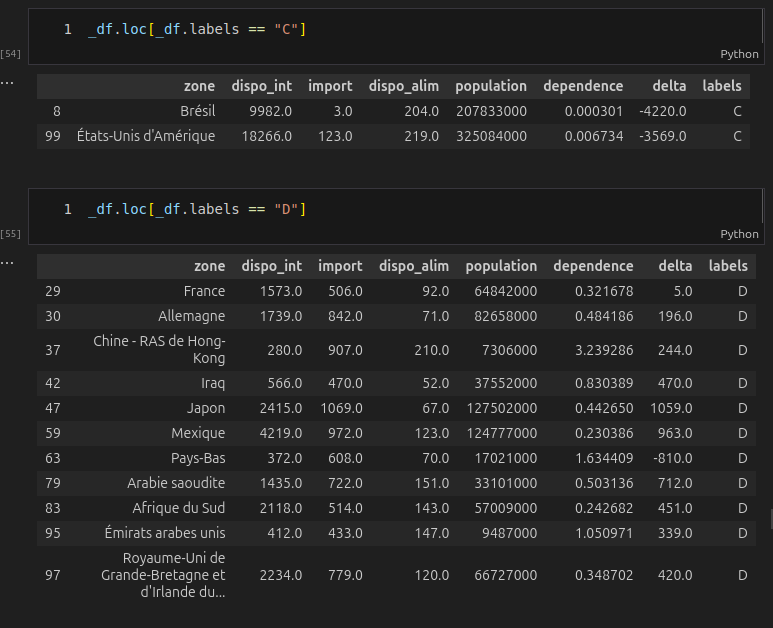 1 _df.loc[_df.labels == "C"]
[54]
Python
...
zone dispo_int import dispo_alim population dependence delta labels
8 Brésil 9982.0 3.0 204.0 207833000 0.000301 -4220.0 C
99 États-Unis d'Amérique 18266.0 123.0 219.0 325084000 0.006734 -3569.0 C
1 _df.loc[_df.labels == "D"]
[55]
Python
...
zone dispo_int import dispo_alim population dependence delta labels
29 France 1573.0 506.0 92.0 64842000 0.321678 5.0 D
30 Allemagne 1739.0 842.0 71.0 82658000 0.484186 196.0 D
Chine - RAS de Hong-
37 280.0 907.0 210.0 7306000 3.239286 244.0 D
Kong
42 Iraq 566.0 470.0 52.0 37552000 0.830389 470.0 D
47 Japon 2415.0 1069.0 67.0 127502000 0.442650 1059.0 D
59 Mexique 4219.0 972.0 123.0 124777000 0.230386 963.0 D
63 Pays-Bas 372.0 608.0 70.0 17021000 1.634409 -810.0 D
79 Arabie saoudite 1435.0 722.0 151.0 33101000 0.503136 712.0 D
83 Afrique du Sud 2118.0 514.0 143.0 57009000 0.242682 451.0 D
95 Émirats arabes unis 412.0 433.0 147.0 9487000 1.050971 339.0 D
Royaume-Uni de
97 Grande-Bretagne et 2234.0 779.0 120.0 66727000 0.348702 420.0 D
d'Irlande du...